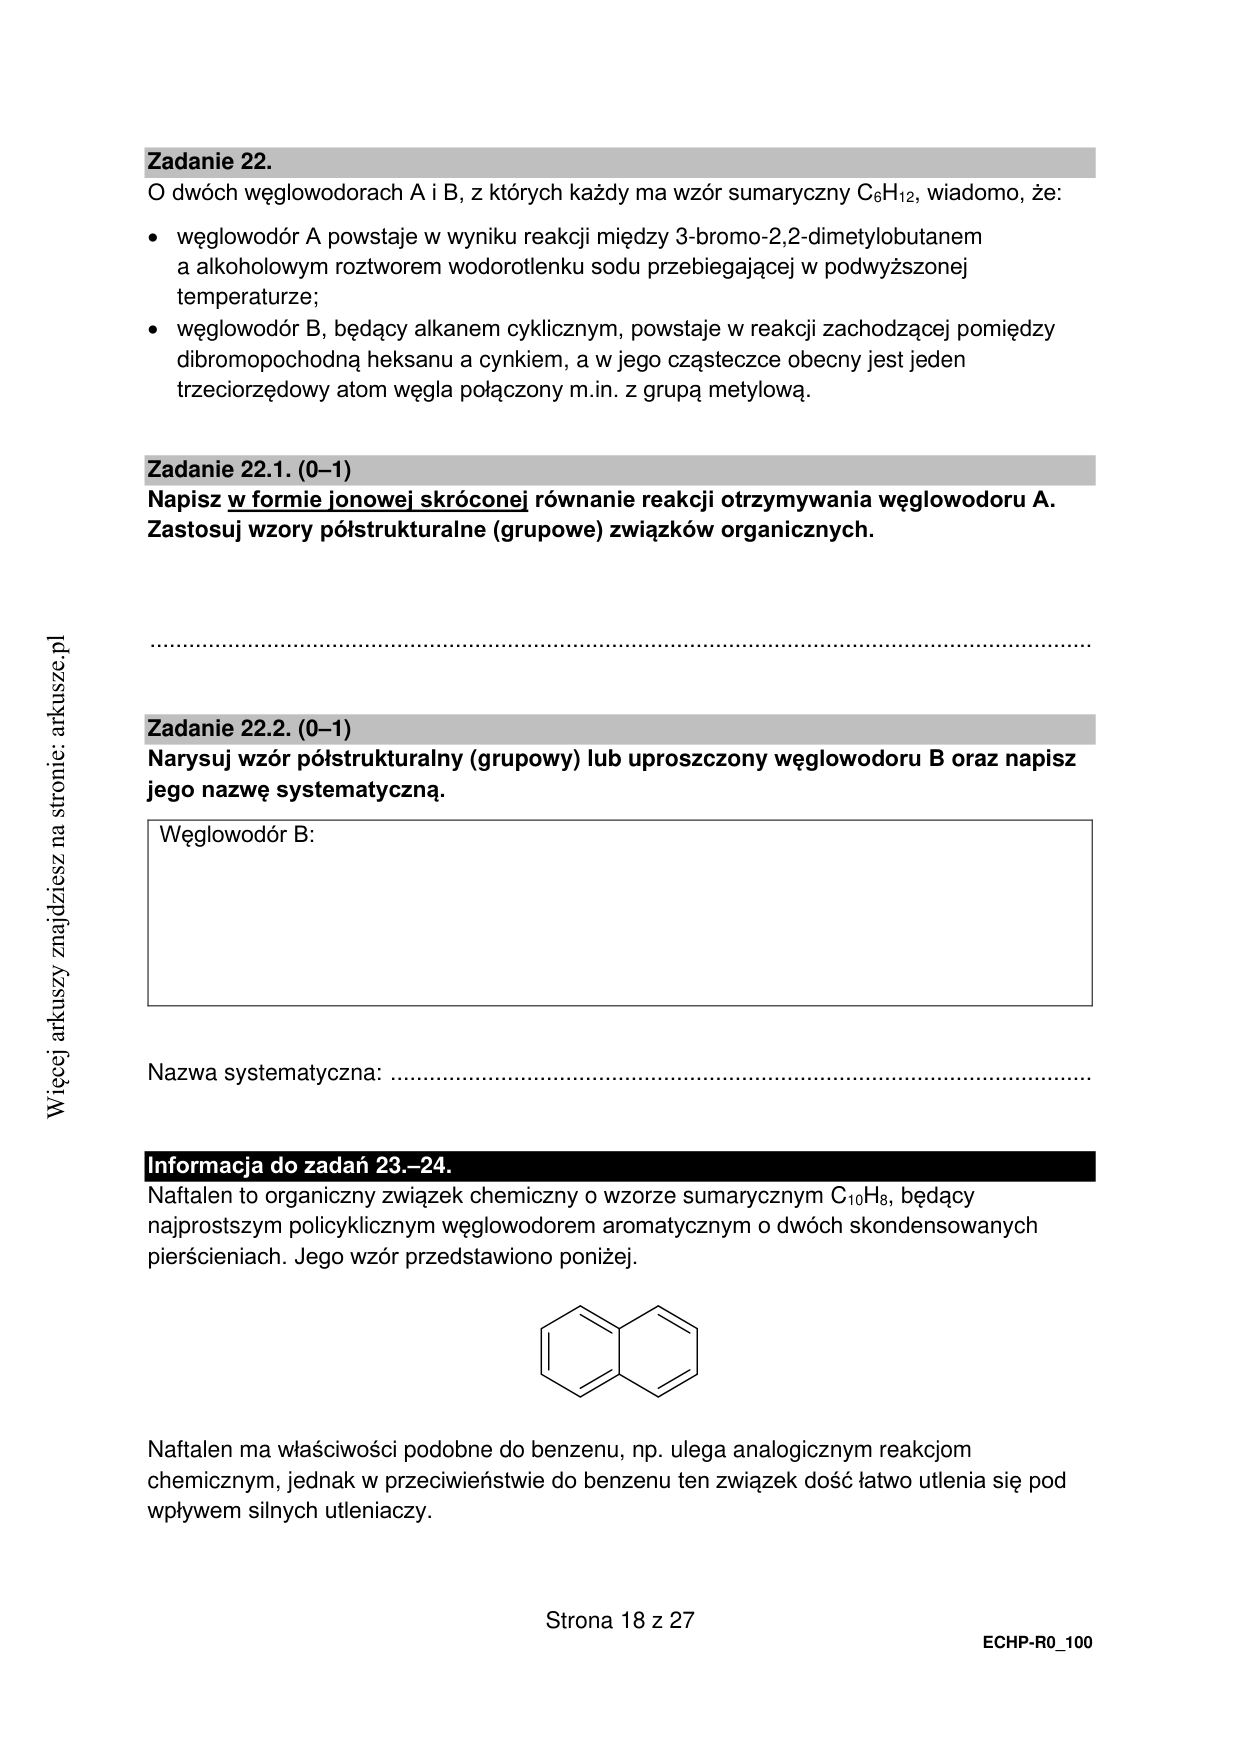 Zadanie 22.
O dwóch węglowodorach A i B, z których każdy ma wzór sumaryczny C₆H₁₂, wiadomo, że:
• węglowodór A powstaje w wyniku reakcji między 3-bromo-2,2-dimetylobutanem
a alkoholowym roztworem wodorotlenku sodu przebiegającej w podwyższonej
temperaturze;
• węglowodór B, będący alkanem cyklicznym, powstaje w reakcji zachodzącej pomiędzy
dibromopochodną heksanu a cynkiem, a w jego cząsteczce obecny jest jeden
trzeciorzędowy atom węgla połączony m.in. z grupą metylową.
Zadanie 22.1. (0–1)
Napisz w formie jonowej skróconej równanie reakcji otrzymywania węglowodoru A.
Zastosuj wzory półstrukturalne (grupowe) związków organicznych.
Zadanie 22.2. (0–1)
Narysuj wzór półstrukturalny (grupowy) lub uproszczony węglowodoru B oraz napisz
jego nazwę systematyczną.
Węglowodór B:
Nazwa systematyczna: ........................................................................................................
Informacja do zadań 23.–24.
Naftalen to organiczny związek chemiczny o wzorze sumarycznym C₁₀H₈, będący
najprostszym policyklicznym węglowodorem aromatycznym o dwóch skondensowanych
pierścieniach. Jego wzór przedstawiono poniżej.
Naftalen ma właściwości podobne do benzenu, np. ulega analogicznym reakcjom
chemicznym, jednak w przeciwieństwie do benzenu ten związek dość łatwo utlenia się pod
wpływem silnych utleniaczy.
Strona 18 z 27
ECHP-R0_100
Więcej arkuszy znajdziesz na stronie: arkusze.pl